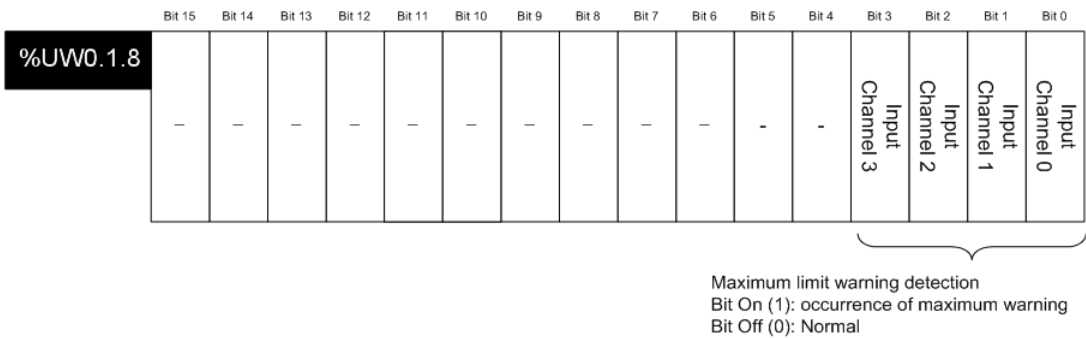 Bit 15 Bit 14 Bit 13 Bit 12 Bit 11 Bit 10 Bit 9 Bit 8 Bit 7 Bit 6 Bit 5 Bit 4 Bit 3 Bit 2 Bit 1 Bit 0
%UW0.1.8
– – – – – – – – – – - -
Input
Channel 3
Input
Channel 2
Input
Channel 1
Input
Channel 0
Maximum limit warning detection
Bit On (1): occurrence of maximum warning
Bit Off (0): Normal